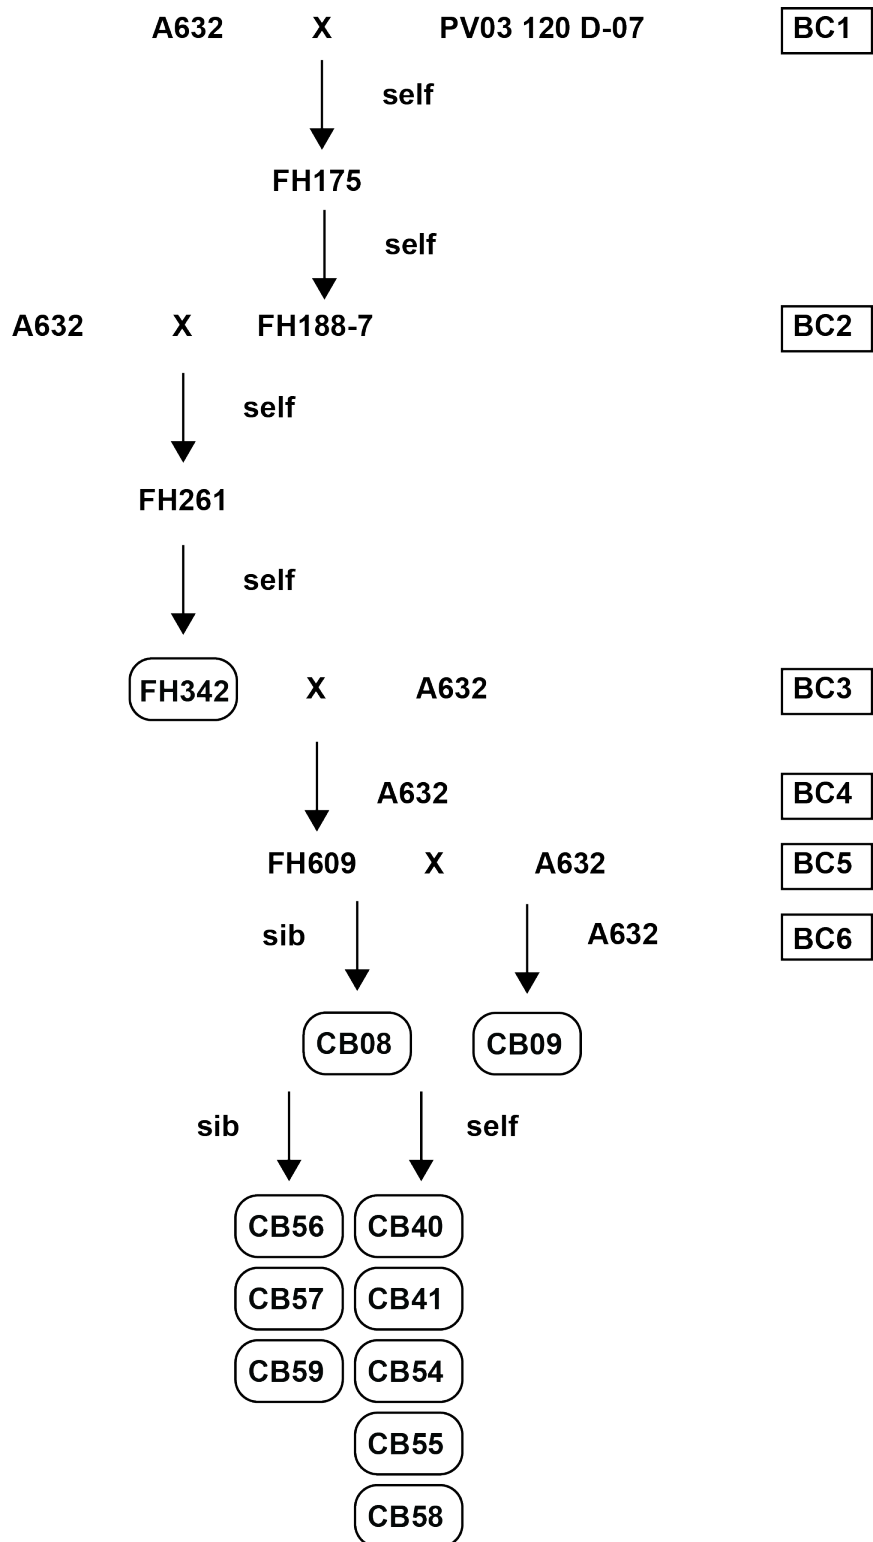 A632 X PV03 120 D-07 BC1
self
FH175
self
A632 X FH188-7 BC2
self
FH261
self
FH342 X A632 BC3
A632 BC4
FH609 X A632 BC5
sib A632 BC6
CB08 CB09
sib self
CB56 CB40
CB57 CB41
CB59 CB54
CB55
CB58